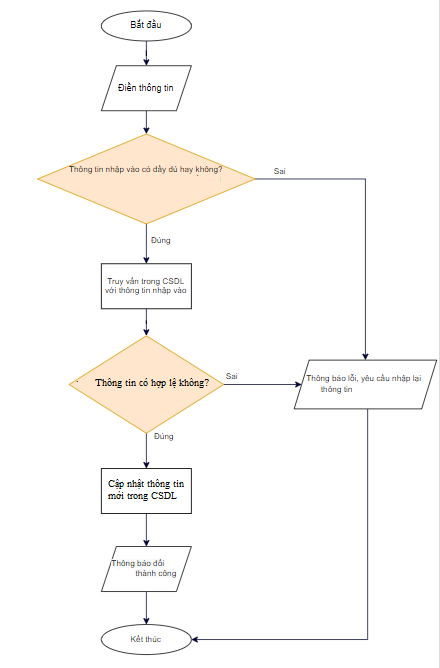 Bắt đầu
Điền thông tin
Thông tin nhập vào có đầy đủ hay không?
Sai
Đúng
Truy vấn trong CSDL
với thông tin nhập vào
Thông tin có hợp lệ không?
Sai
Thông báo lỗi, yêu cầu nhập lại
thông tin
Đúng
Cập nhật thông tin
mới trong CSDL
Thông báo đổi
thành công
Kết thúc